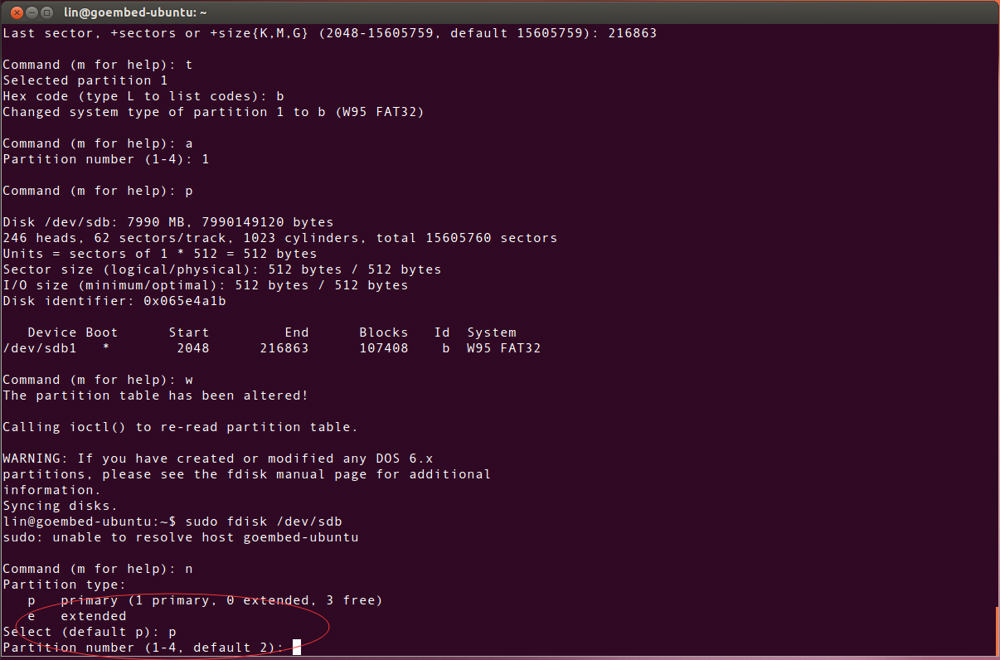 lin@goembed-ubuntu: ~
Last sector, +sectors or +size{K,M,G} (2048-15605759, default 15605759): 216863
Command (m for help): t
Selected partition 1
Hex code (type L to list codes): b
Changed system type of partition 1 to b (W95 FAT32)
Command (m for help): a
Partition number (1-4): 1
Command (m for help): p
Disk /dev/sdb: 7990 MB, 7990149120 bytes
246 heads, 62 sectors/track, 1023 cylinders, total 15605760 sectors
Units = sectors of 1 * 512 = 512 bytes
Sector size (logical/physical): 512 bytes / 512 bytes
I/O size (minimum/optimal): 512 bytes / 512 bytes
Disk identifier: 0x065e4a1b
   Device Boot      Start         End      Blocks   Id  System
/dev/sdb1   *        2048      216863      107408    b  W95 FAT32
Command (m for help): w
The partition table has been altered!
Calling ioctl() to re-read partition table.
WARNING: If you have created or modified any DOS 6.x
partitions, please see the fdisk manual page for additional
information.
Syncing disks.
lin@goembed-ubuntu:~$ sudo fdisk /dev/sdb
sudo: unable to resolve host goembed-ubuntu
Command (m for help): n
Partition type:
   p   primary (1 primary, 0 extended, 3 free)
   e   extended
Select (default p): p
Partition number (1-4, default 2):